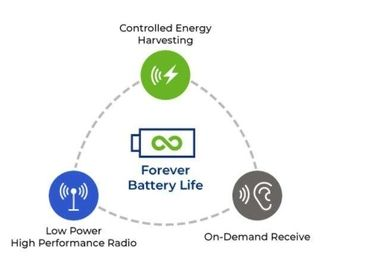 Controlled Energy
Harvesting
Forever
Battery Life
Low Power
High Performance Radio
On-Demand Receive